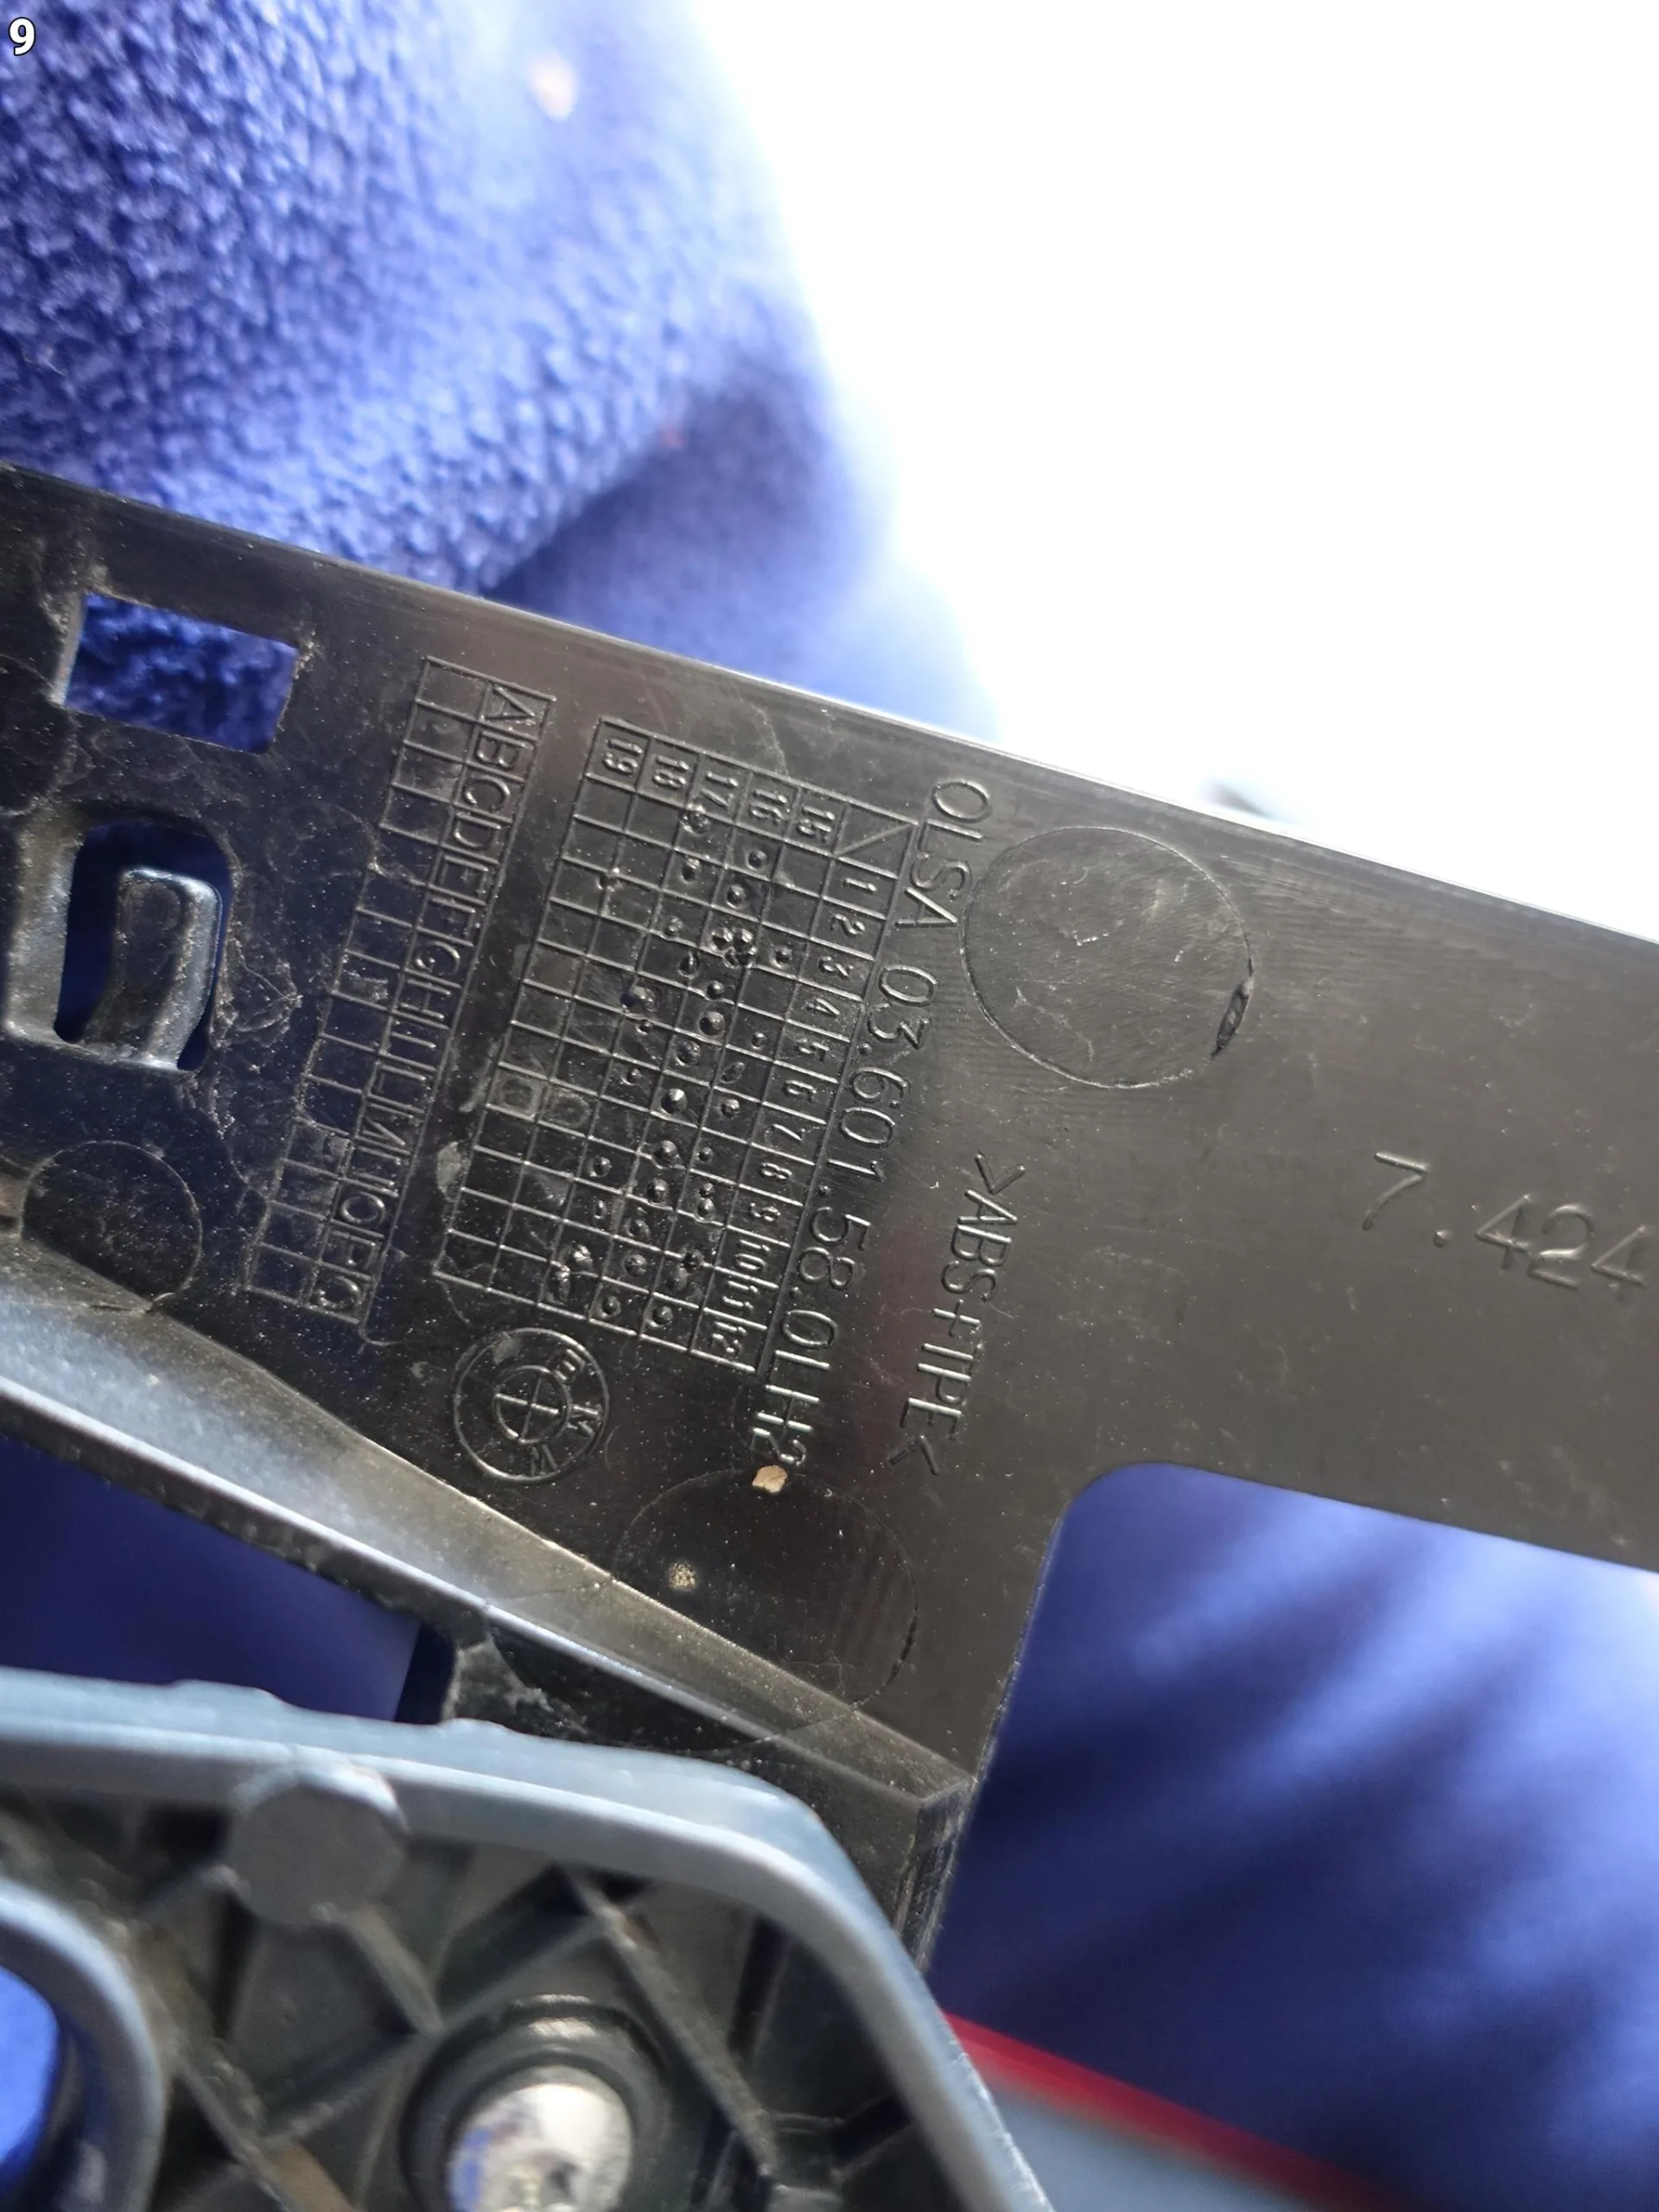 9
7.424
>ABS+TPE<
OLSA 03.601.58.0L H2
1 2 3 4 5 6 7 8 9 10 11 12
15
16
17
18
19
ABCDEFGHILMNOPQ
BMW